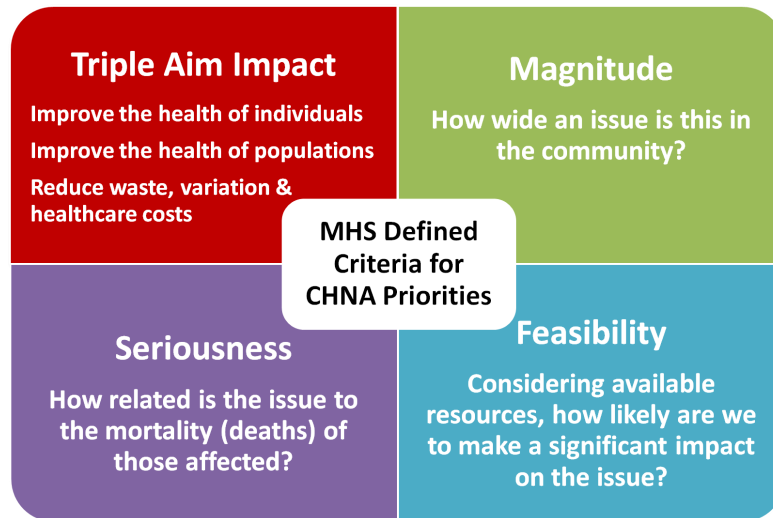 Triple Aim Impact
Improve the health of individuals
Improve the health of populations
Reduce waste, variation &
healthcare costs
Magnitude
How wide an issue is this in
the community?
MHS Defined
Criteria for
CHNA Priorities
Seriousness
How related is the issue to
the mortality (deaths) of
those affected?
Feasibility
Considering available
resources, how likely are we
to make a significant impact
on the issue?